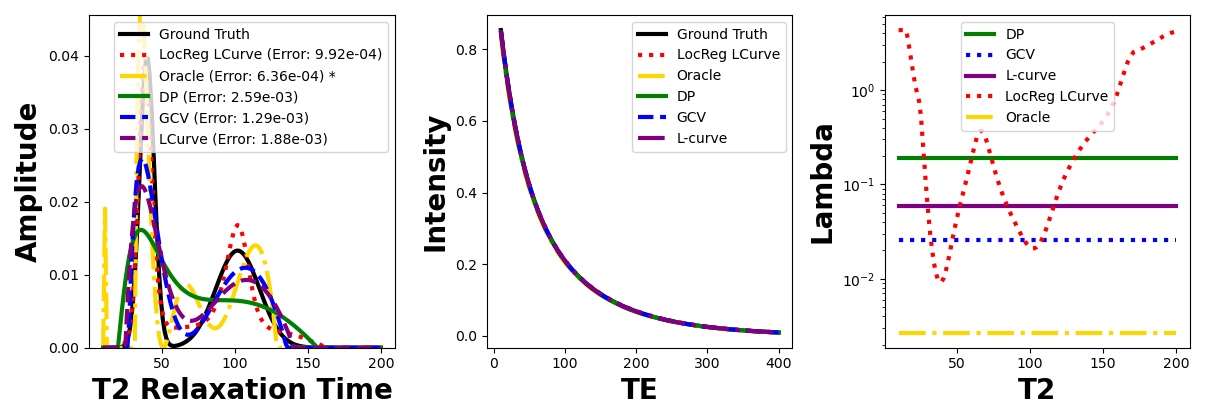 Amplitude
0.04
0.03
0.02
0.01
0.00
Ground Truth
LocReg LCurve (Error: 9.92e-04)
Oracle (Error: 6.36e-04) *
DP (Error: 2.59e-03)
GCV (Error: 1.29e-03)
LCurve (Error: 1.88e-03)
50 100 150 200
T2 Relaxation Time
Intensity
0.8
0.6
0.4
0.2
0.0
Ground Truth
LocReg LCurve
Oracle
DP
GCV
L-curve
0 100 200 300 400
TE
Lambda
10⁰
10⁻¹
10⁻²
DP
GCV
L-curve
LocReg LCurve
Oracle
50 100 150 200
T2